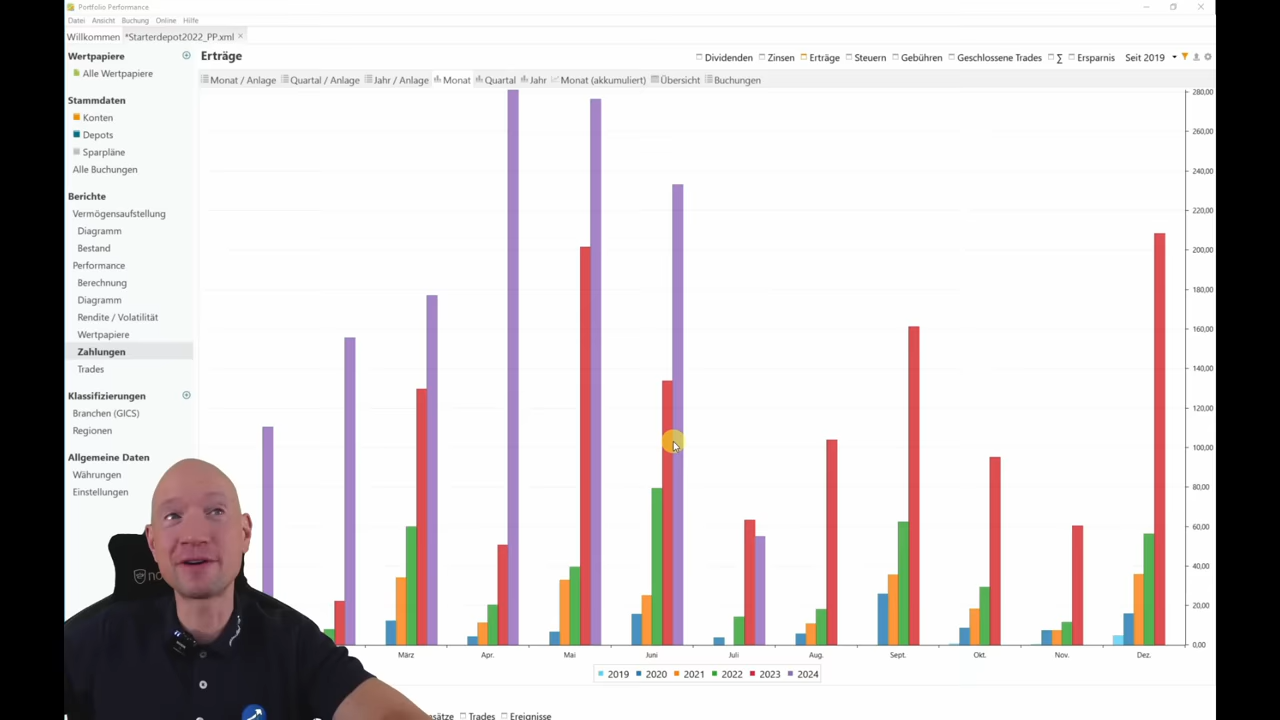 Portfolio Performance
Datei Ansicht Buchung Online Hilfe
Willkommen *Starterdepot2022_PP.xml
Wertpapiere
Alle Wertpapiere
Stammdaten
Konten
Depots
Sparpläne
Alle Buchungen
Berichte
Vermögensaufstellung
Diagramm
Bestand
Performance
Berechnung
Diagramm
Rendite / Volatilität
Wertpapiere
Zahlungen
Trades
Klassifizierungen
Branchen (GICS)
Regionen
Allgemeine Daten
Währungen
Einstellungen
Erträge
Dividenden Zinsen Erträge Steuern Gebühren Geschlossene Trades ∑ Ersparnis Seit 2019
Monat / Anlage Quartal / Anlage Jahr / Anlage Monat Quartal Jahr Monat (akkumuliert) Übersicht Buchungen
280,00
260,00
240,00
220,00
200,00
180,00
160,00
140,00
120,00
100,00
80,00
60,00
40,00
20,00
0,00
März Apr. Mai Juni Juli Aug. Sept. Okt. Nov. Dez.
2019 2020 2021 2022 2023 2024
Trades Ereignisse